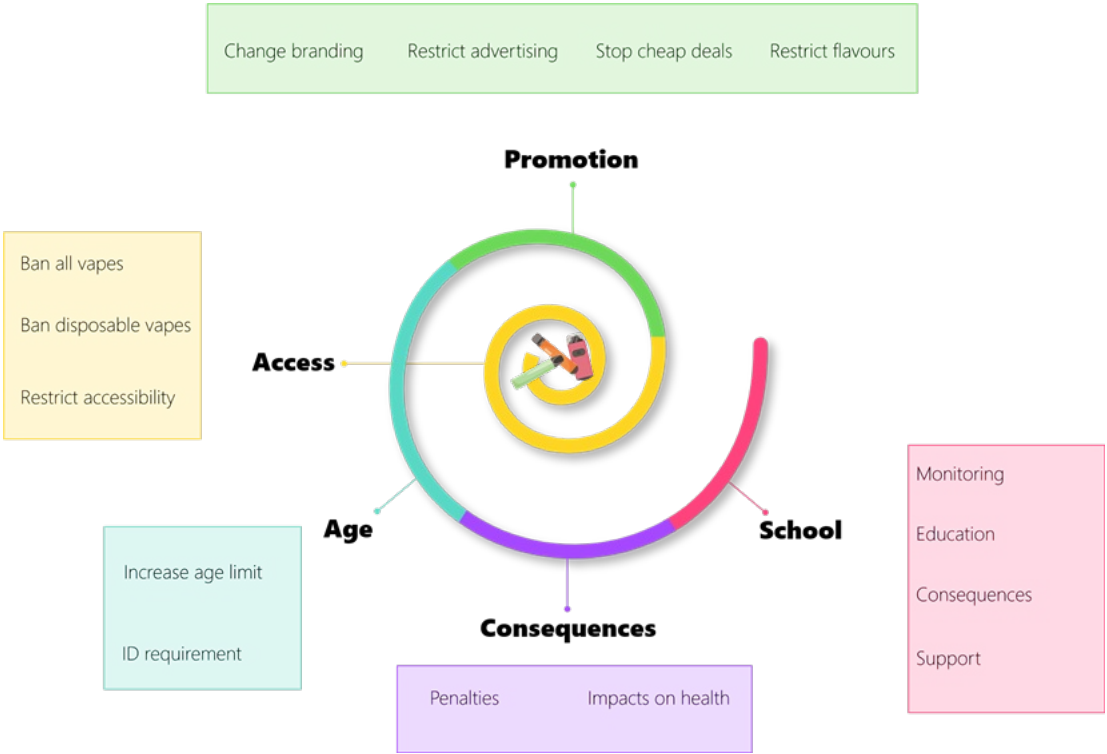 Change branding Restrict advertising Stop cheap deals Restrict flavours
Promotion
Ban all vapes
Ban disposable vapes
Restrict accessibility
Access
Age
Increase age limit
ID requirement
Consequences
Penalties Impacts on health
School
Monitoring
Education
Consequences
Support